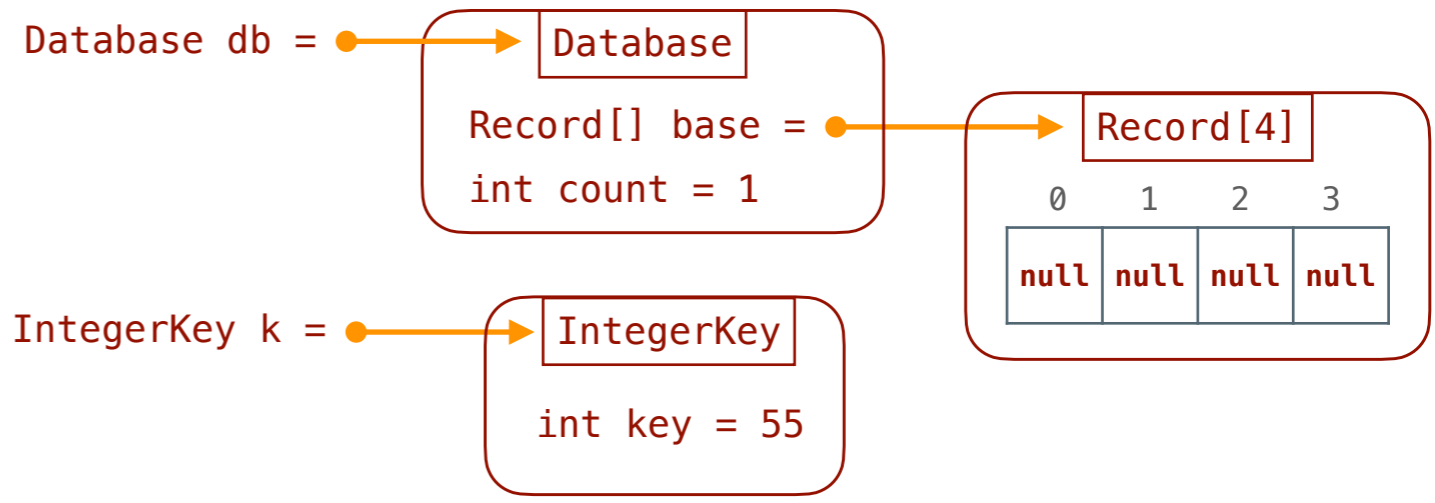 Database db =
Database
Record[] base =
int count = 1
Record[4]
0 1 2 3
null null null null
IntegerKey k =
IntegerKey
int key = 55